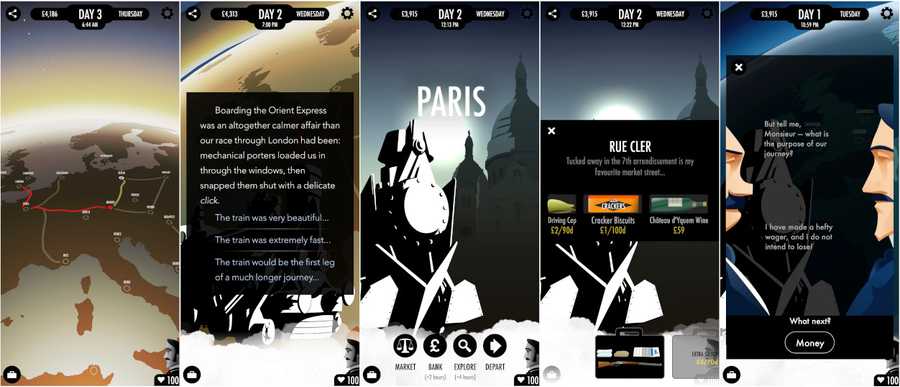 £4,186
DAY 3
THURSDAY
6:44 AM
100
£4,313
DAY 2
WEDNESDAY
2:00 PM
Boarding the Orient Express
was an altogether calmer affair than
our race through London had been:
mechanical porters loaded us in
through the windows, then
snapped them shut with a delicate
click.
The train was very beautiful...
The train was extremely fast...
The train would be the first leg
of a much longer journey...
100
£3,915
DAY 2
WEDNESDAY
12:13 PM
PARIS
MARKET
BANK
(+2 hours)
EXPLORE
(+4 hours)
DEPART
100
£3,915
DAY 2
WEDNESDAY
12:22 PM
RUE CLER
Tucked away in the 7th arrendissement is my
favourite market street...
Driving Cap
£2/90d
CRACKERS
Cracker Biscuits
£1/100d
Château d'Yquem Wine
£59
£3,915
DAY 1
TUESDAY
10:59 PM
But tell me,
Monsieur — what is
the purpose of our
journey?
I have made a hefty
wager, and I do not
intend to lose!
What next?
Money
100